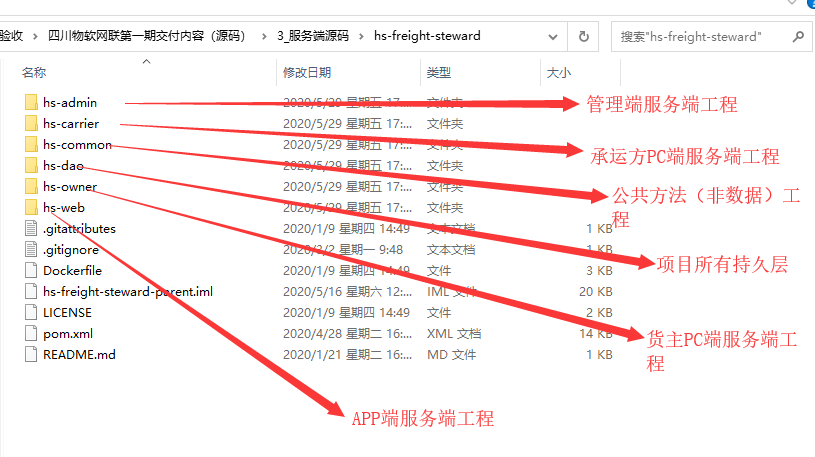 验收 > 四川物软网联第一期交付内容（源码） > 3_服务端源码 > hs-freight-steward
搜索"hs-freight-steward"
名称 修改日期 类型 大小
hs-admin 2020/5/29 星期五 17:... 文件夹
管理端服务端工程
hs-carrier 2020/5/29 星期五 17:... 文件夹
承运方PC端服务端工程
hs-common 2020/5/29 星期五 17:... 文件夹
公共方法（非数据）工
程
hs-dao 2020/5/29 星期五 17:... 文件夹
hs-owner 2020/5/29 星期五 17:... 文件夹
hs-web 2020/5/29 星期五 17:... 文件夹
.gitattributes 2020/1/9 星期四 14:49 文本文档 1 KB
.gitignore 2020/3/2 星期一 9:48 文本文档 1 KB
项目所有持久层
Dockerfile 2020/1/9 星期四 14:49 文件 3 KB
hs-freight-steward-parent.iml 2020/5/16 星期六 12:... IML 文件 20 KB
LICENSE 2020/1/9 星期四 14:49 文件 2 KB
pom.xml 2020/4/28 星期二 16:... XML 文档 14 KB
货主PC端服务端工
程
README.md 2020/1/21 星期二 16:... MD 文件 1 KB
APP端服务端工程